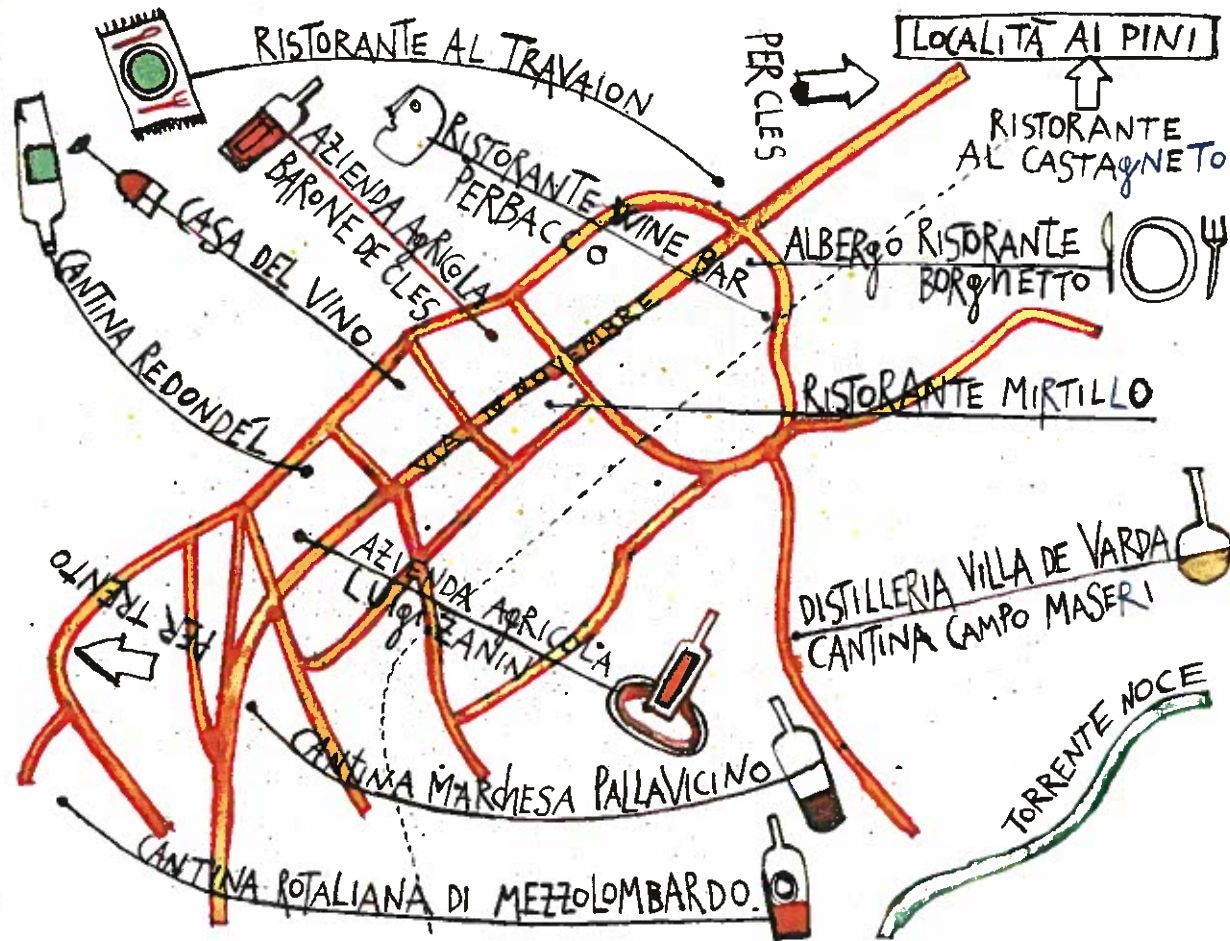 RISTORANTE AL TRAVAION
PER CLES
LOCALITÀ AI PINI
RISTORANTE
AL CASTAGNETO
AZIENDA AGRICOLA
BARONE DE CLES
RISTORANTE WINE BAR
PERBACCO
CASA DEL VINO
CANTINA REDONDÉL
ALBERGO RISTORANTE
BORGHETTO
VIA IV NOVEMBRE
RISTORANTE MIRTILLO
PER TRENTO
AZIENDA AGRICOLA
LUIGI ZANINI
DISTILLERIA VILLA DE VARDA
CANTINA CAMPO MASERI
CANTINA MARCHESA PALLAVICINO
TORRENTE NOCE
CANTINA ROTALIANA DI MEZZOLOMBARDO.